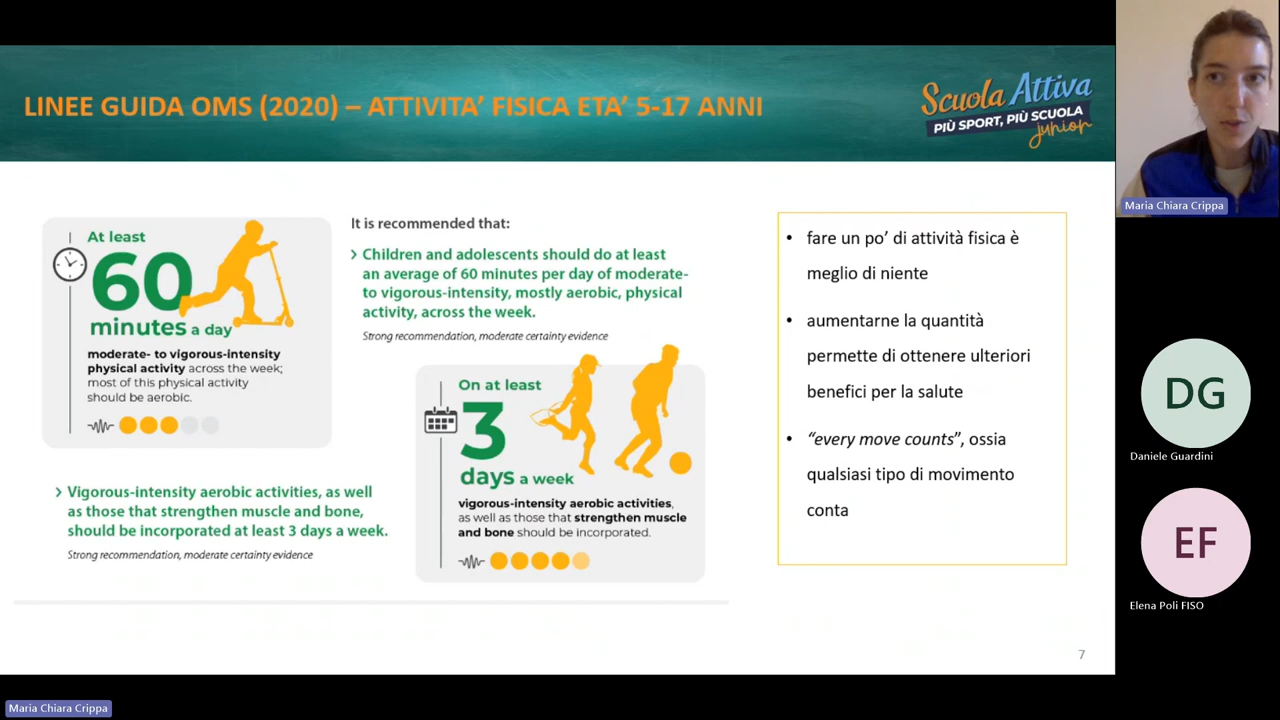 LINEE GUIDA OMS (2020) – ATTIVITA’ FISICA ETA’ 5-17 ANNI
Scuola Attiva
PIÙ SPORT, PIÙ SCUOLA
junior
At least
60
minutes a day
moderate- to vigorous-intensity
physical activity across the week;
most of this physical activity
should be aerobic.
It is recommended that:
› Children and adolescents should do at least
an average of 60 minutes per day of moderate-
to vigorous-intensity, mostly aerobic, physical
activity, across the week.
Strong recommendation, moderate certainty evidence
On at least
3
days a week
vigorous-intensity aerobic activities,
as well as those that strengthen muscle
and bone should be incorporated.
› Vigorous-intensity aerobic activities, as well
as those that strengthen muscle and bone,
should be incorporated at least 3 days a week.
Strong recommendation, moderate certainty evidence
• fare un po’ di attività fisica è
meglio di niente
• aumentarne la quantità
permette di ottenere ulteriori
benefici per la salute
• “every move counts”, ossia
qualsiasi tipo di movimento
conta
7
Maria Chiara Crippa
DG
Daniele Guardini
EF
Elena Poli FISO
Maria Chiara Crippa